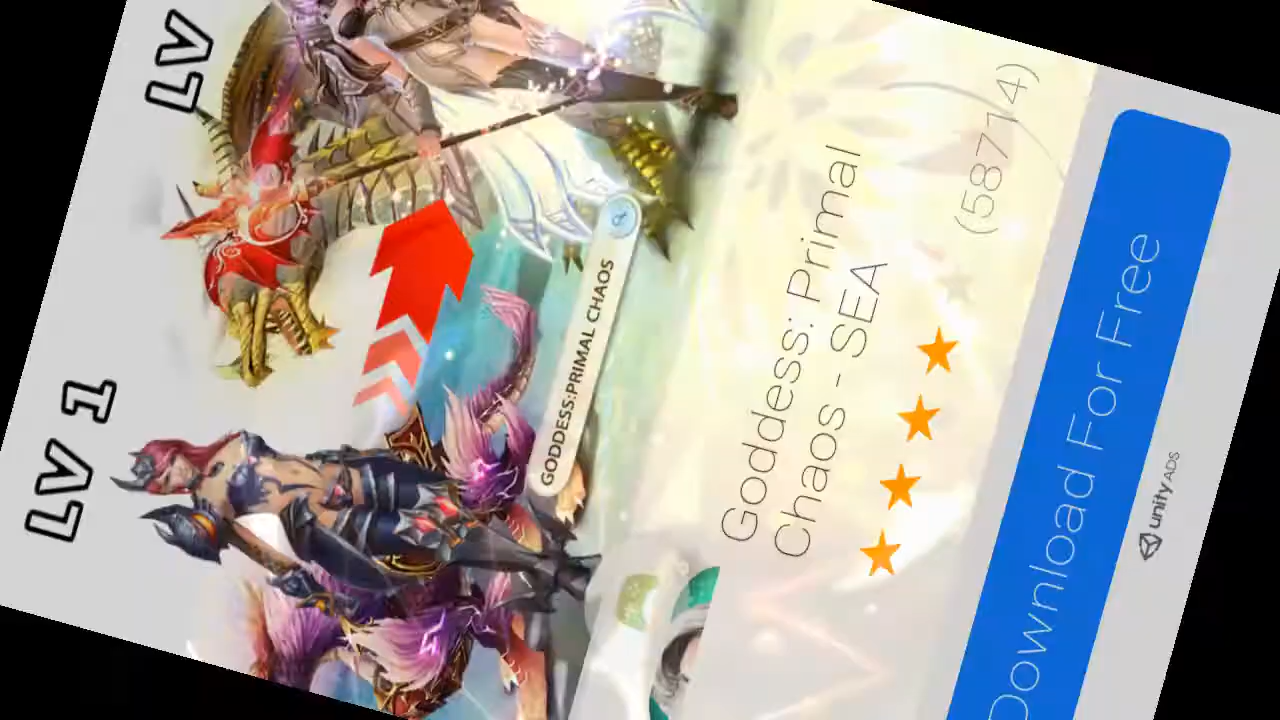 LV 1
LV
GODDESS:PRIMAL CHAOS
Goddess: Primal
Chaos - SEA
(58714)
Download For Free
unity ADS